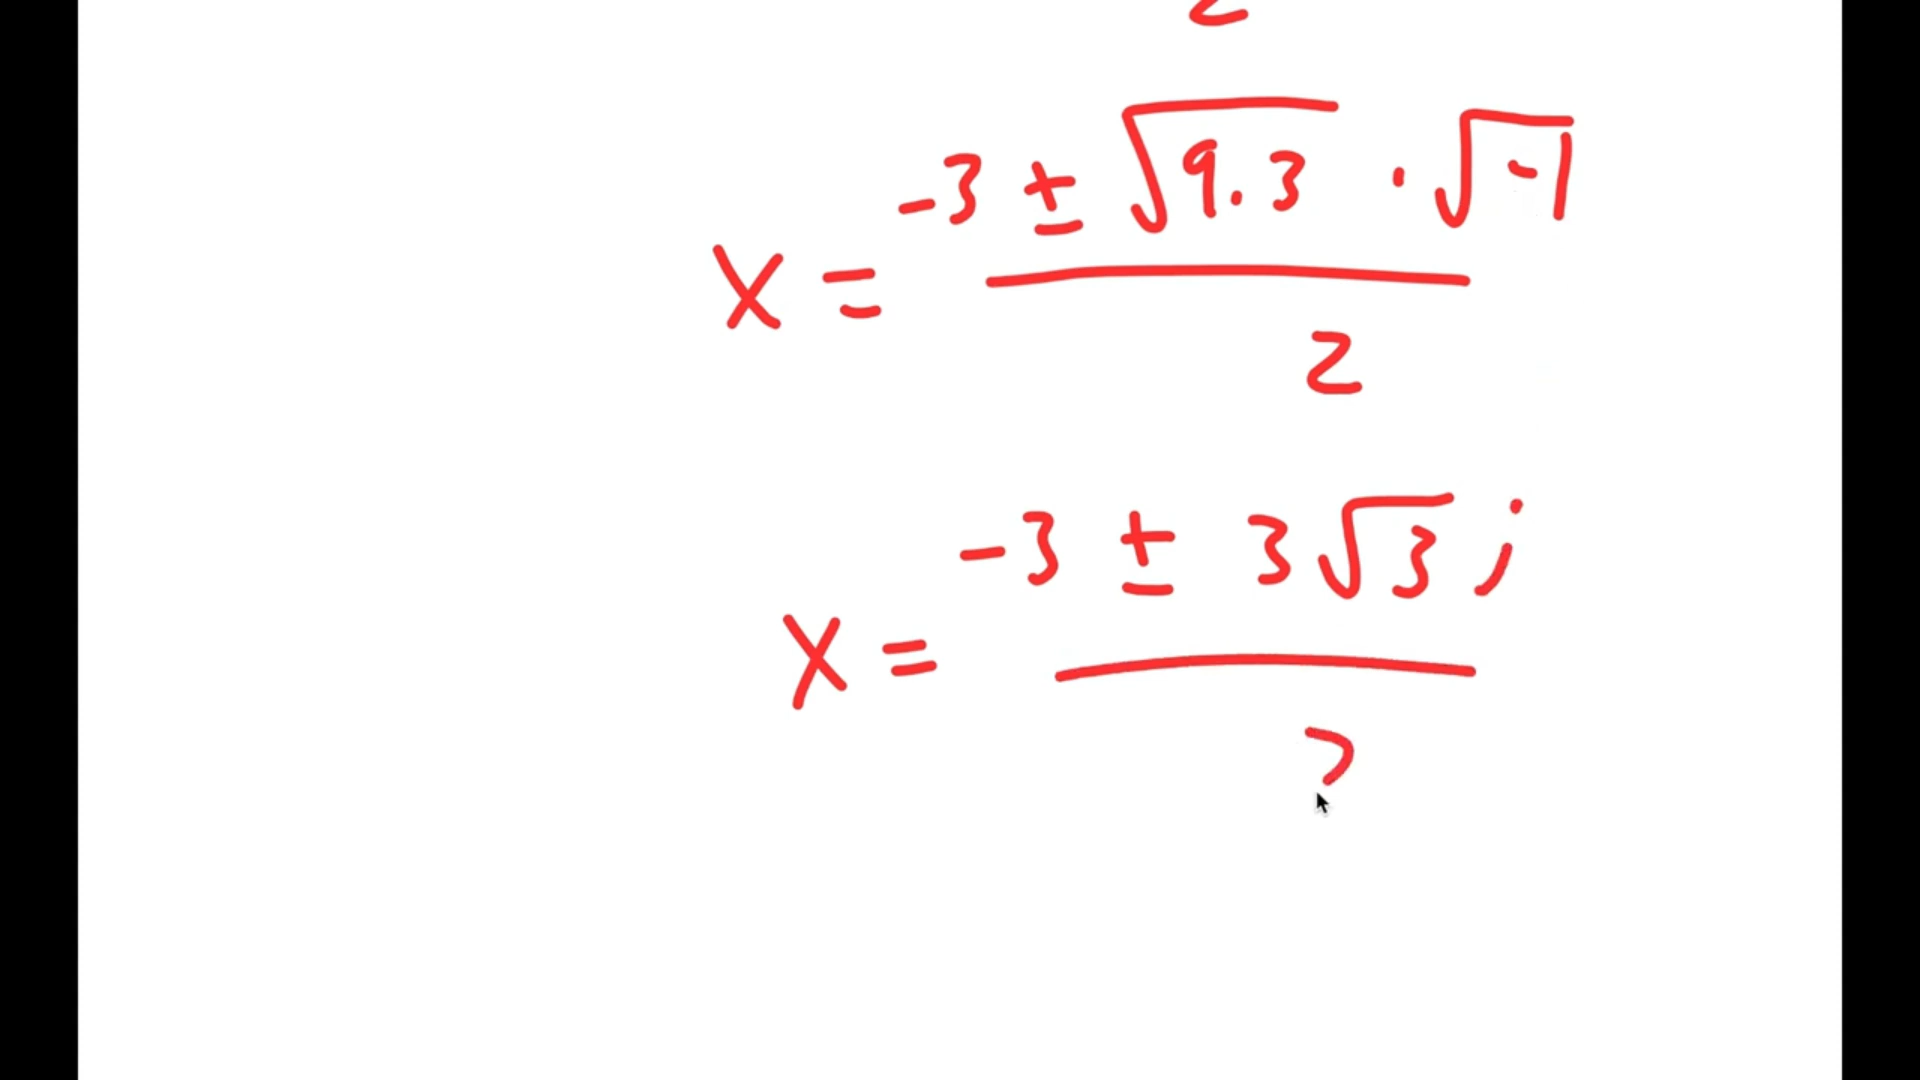 2
x = (-3 ± √(9.3) · √(-1)) / 2
x = (-3 ± 3√3 i) /